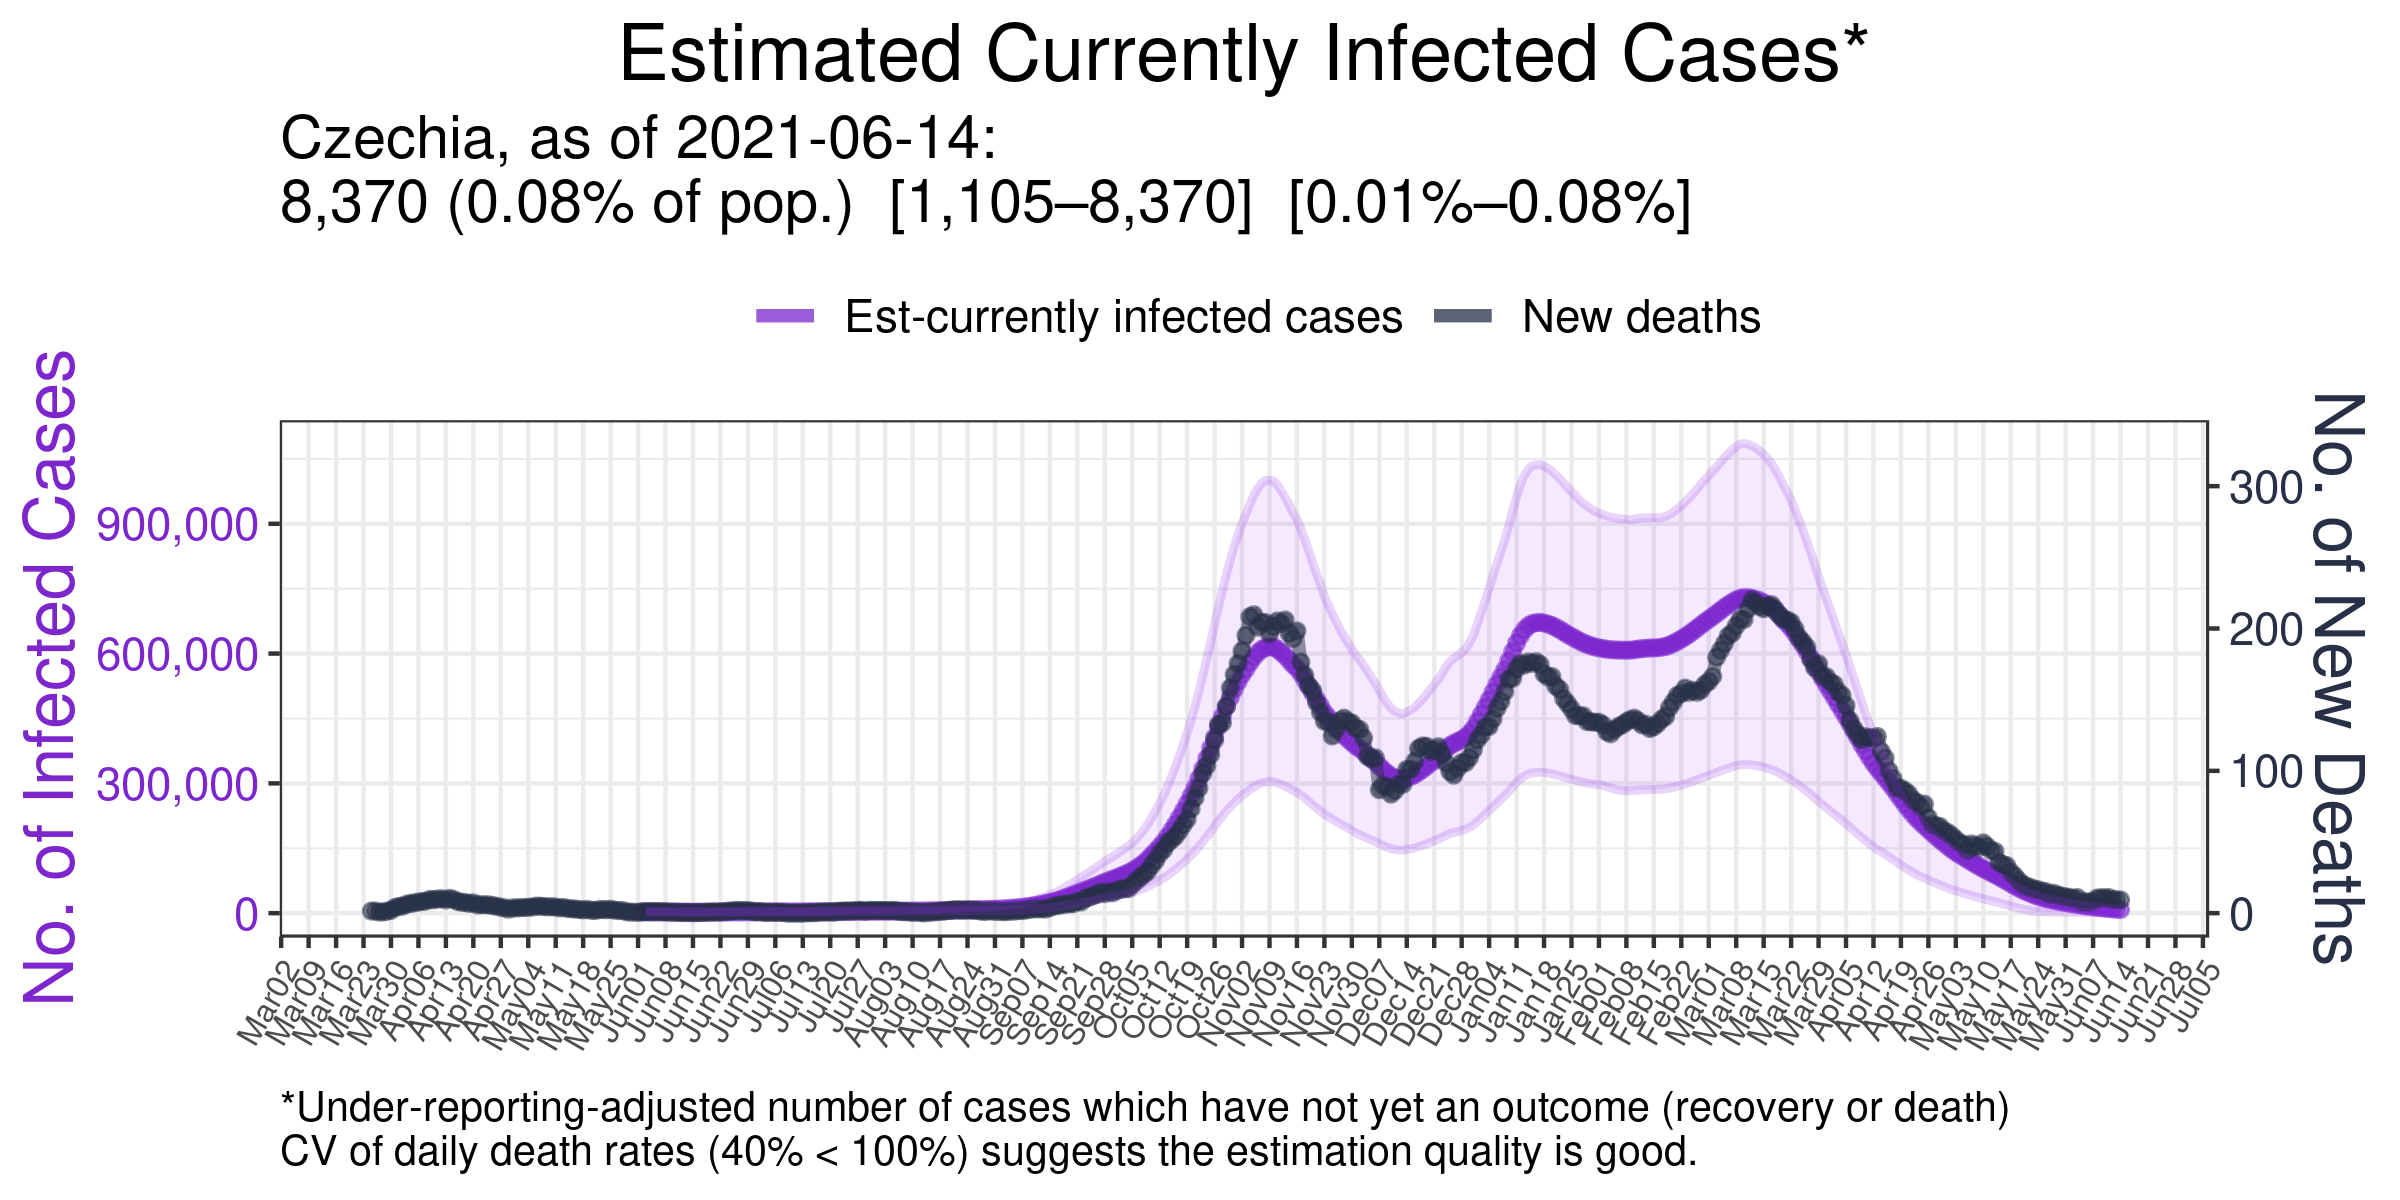 Estimated Currently Infected Cases*
Czechia, as of 2021-06-14:
8,370 (0.08% of pop.)  [1,105–8,370]  [0.01%–0.08%]
Est-currently infected cases
New deaths
No. of Infected Cases
900,000
600,000
300,000
0
300
200
100
0
No. of New Deaths
Mar02
Mar09
Mar16
Mar23
Mar30
Apr06
Apr13
Apr20
Apr27
May04
May11
May18
May25
Jun01
Jun08
Jun15
Jun22
Jun29
Jul06
Jul13
Jul20
Jul27
Aug03
Aug10
Aug17
Aug24
Aug31
Sep07
Sep14
Sep21
Sep28
Oct05
Oct12
Oct19
Oct26
Nov02
Nov09
Nov16
Nov23
Nov30
Dec07
Dec14
Dec21
Dec28
Jan04
Jan11
Jan18
Jan25
Feb01
Feb08
Feb15
Feb22
Mar01
Mar08
Mar15
Mar22
Mar29
Apr05
Apr12
Apr19
Apr26
May03
May10
May17
May24
May31
Jun07
Jun14
Jun21
Jun28
Jul05
*Under-reporting-adjusted number of cases which have not yet an outcome (recovery or death)
CV of daily death rates (40% < 100%) suggests the estimation quality is good.